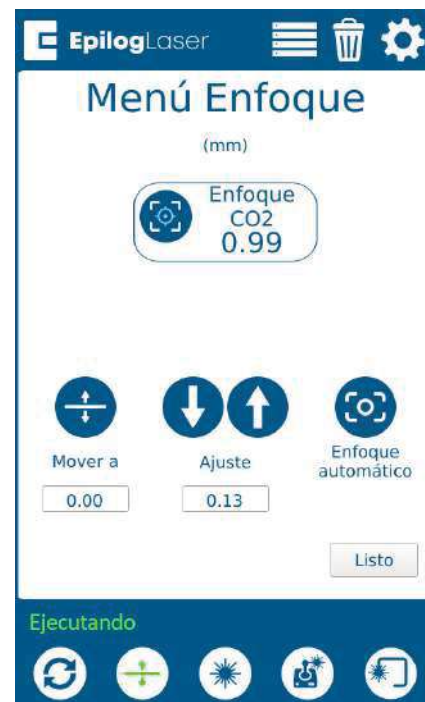 EpilogLaser
Menú Enfoque
(mm)
Enfoque
CO2
0.99
Mover a
Ajuste
Enfoque
automático
0.00
0.13
Listo
Ejecutando